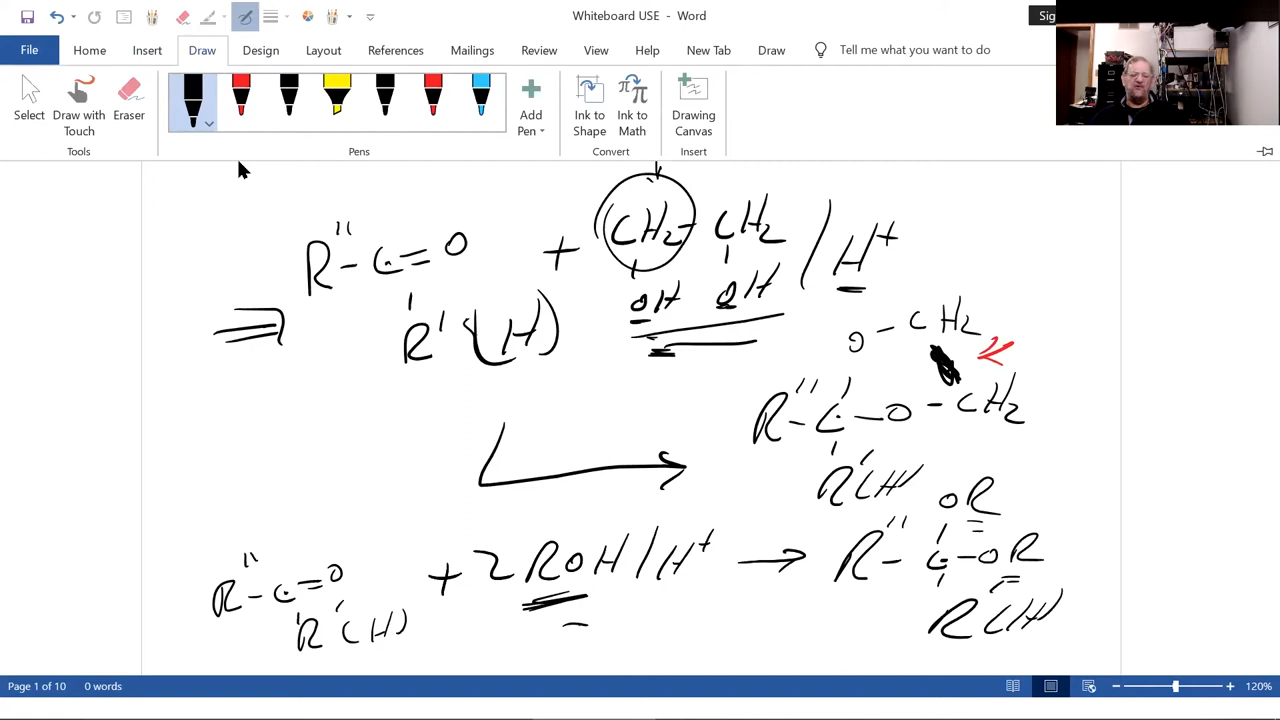 Whiteboard USE - Word
Sig
File Home Insert Draw Design Layout References Mailings Review View Help New Tab Draw Tell me what you want to do
Select Draw with Touch Eraser Add Pen Ink to Shape Ink to Math Drawing Canvas
Tools Pens Convert Insert
R''-C=O + (CH2-CH2 / H+
R' (H) OH OH
O-CH2
R''-C-O-CH2
R'(H)
OR
R''-C=O + 2 ROH/H+ → R''-C-OR
R'(H) R'(H)
Page 1 of 10 0 words 120%